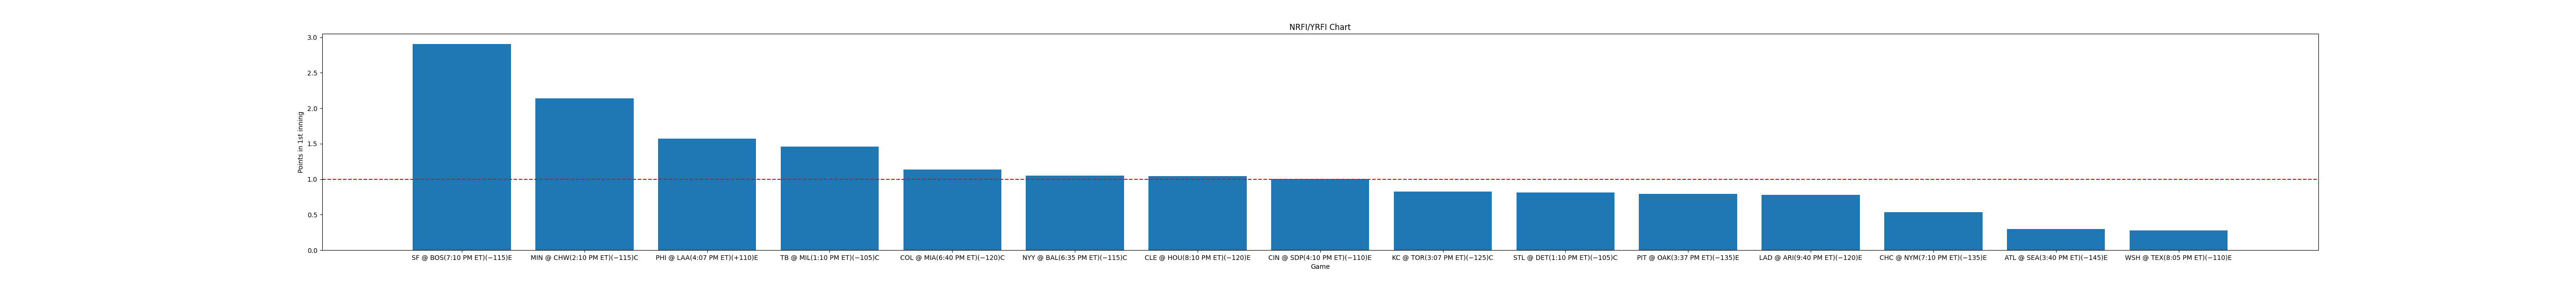 NRFI/YRFI Chart
3.0
2.5
2.0
1.5
1.0
0.5
0.0
Points in 1st inning
SF @ BOS(7:10 PM ET)(−115)E
MIN @ CHW(2:10 PM ET)(−115)C
PHI @ LAA(4:07 PM ET)(+110)E
TB @ MIL(1:10 PM ET)(−105)C
COL @ MIA(6:40 PM ET)(−120)C
NYY @ BAL(6:35 PM ET)(−115)C
CLE @ HOU(8:10 PM ET)(−120)E
CIN @ SDP(4:10 PM ET)(−110)E
KC @ TOR(3:07 PM ET)(−125)C
STL @ DET(1:10 PM ET)(−105)C
PIT @ OAK(3:37 PM ET)(−135)E
LAD @ ARI(9:40 PM ET)(−120)E
CHC @ NYM(7:10 PM ET)(−135)E
ATL @ SEA(3:40 PM ET)(−145)E
WSH @ TEX(8:05 PM ET)(−110)E
Game